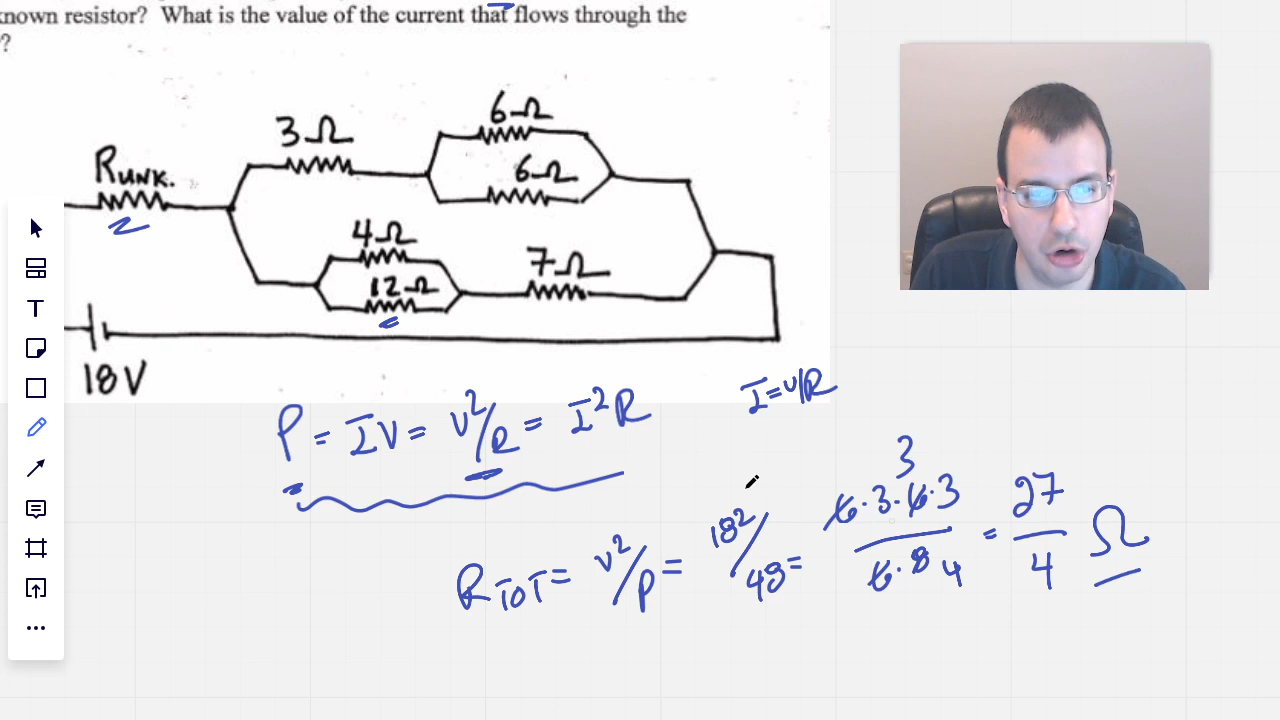 known resistor? What is the value of the current that flows through the
?
6Ω
3Ω
6Ω
RUNK.
4Ω
7Ω
12Ω
18V
T
I=V/R
P = IV = V²/R = I²R
3
RTOT = V²/P = 18²/48 = 6·3·6·3 / 6·8 4 = 27/4 Ω